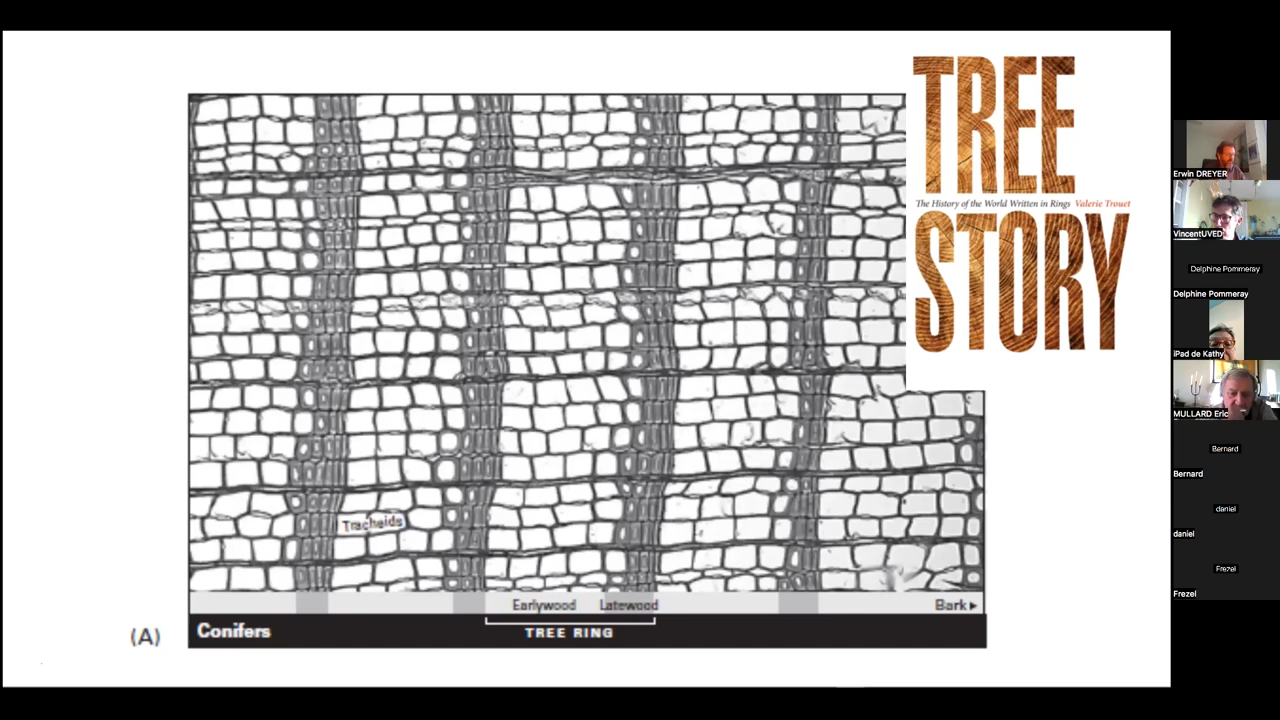 TREE
The History of the World Written in Rings Valerie Trouet
STORY
Tracheids
Earlywood Latewood Bark ▸
(A) Conifers TREE RING
Erwin DREYER
VincentUVED
Delphine Pommeray
Delphine Pommeray
iPad de Kathy
MULLARD Eric
Bernard
Bernard
daniel
daniel
Frezel
Frezel